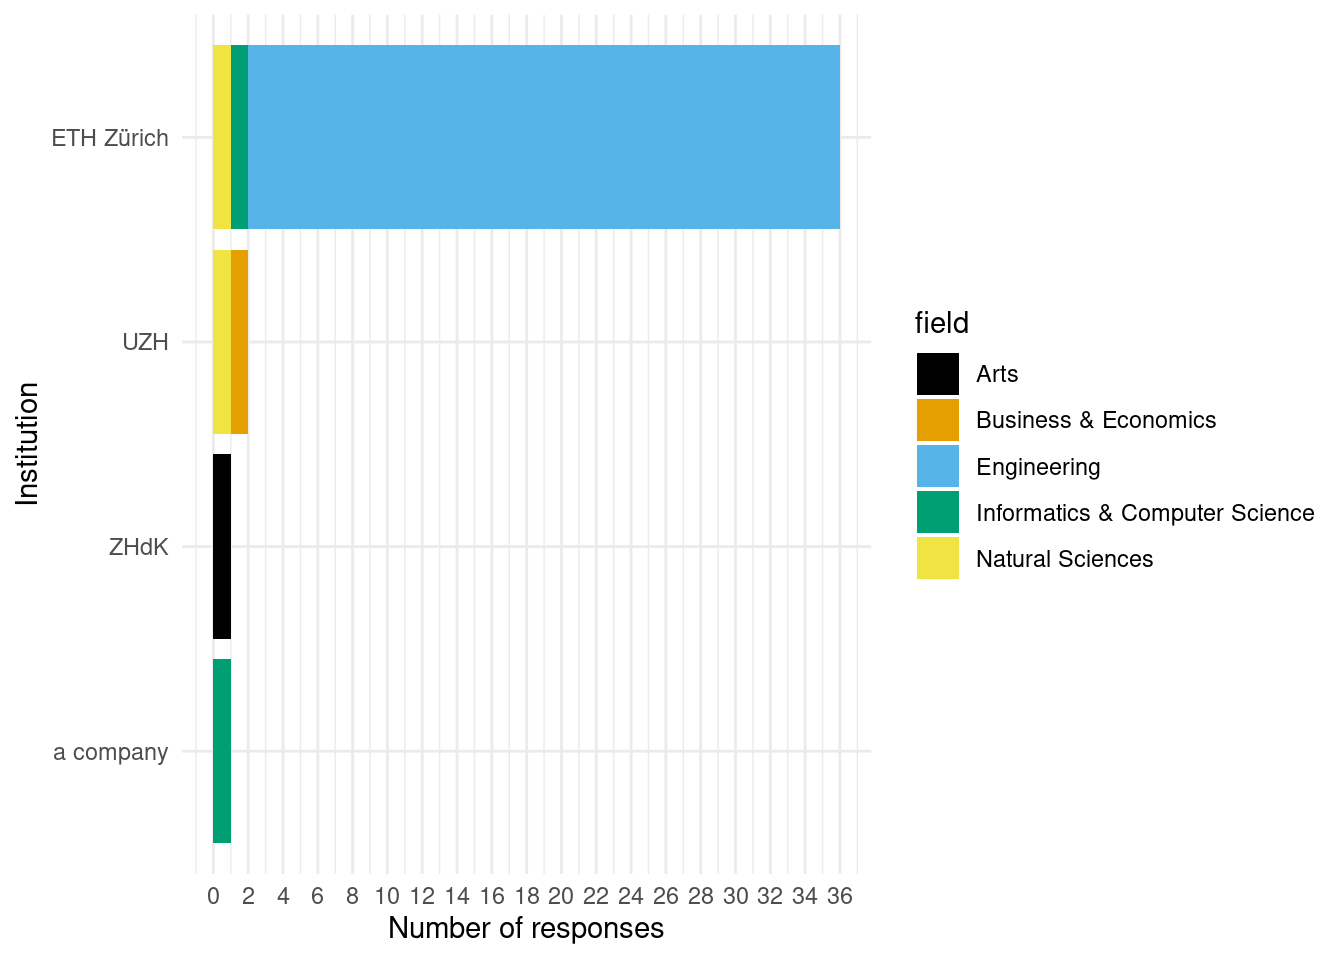 ETH Zürich
UZH
ZHdK
a company
Institution
0 2 4 6 8 10 12 14 16 18 20 22 24 26 28 30 32 34 36
Number of responses
field
Arts
Business & Economics
Engineering
Informatics & Computer Science
Natural Sciences